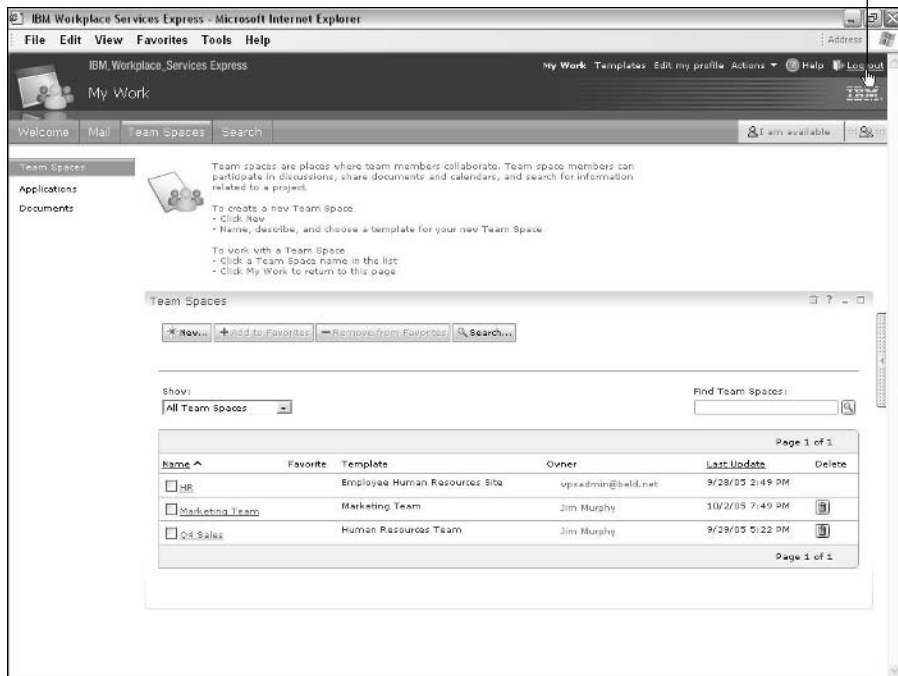 IBM Workplace Services Express - Microsoft Internet Explorer
File Edit View Favorites Tools Help
Address
IBM_Workplace_Services Express
My Work Templates Edit my profile Actions Help Log out
My Work
IBM.
Welcome Mail Team Spaces Search
I am available
Team Spaces
Applications
Documents
Team spaces are places where team members collaborate. Team space members can
participate in discussions, share documents and calendars, and search for information
related to a project.
To create a new Team Space
- Click New
- Name, describe, and choose a template for your new Team Space
To work with a Team Space
- Click a Team Space name in the list
- Click My Work to return to this page
Team Spaces
New... Add to Favorites Remove from Favorites Search...
Show:
Find Team Spaces:
All Team Spaces
Page 1 of 1
Name Favorite Template Owner Last Update Delete
HR Employee Human Resources Site vpsadmin@beld.net 9/28/05 2:49 PM
Marketing Team Marketing Team Jim Murphy 10/2/05 7:49 PM
Q4 Sales Human Resources Team Jim Murphy 9/29/05 5:22 PM
Page 1 of 1